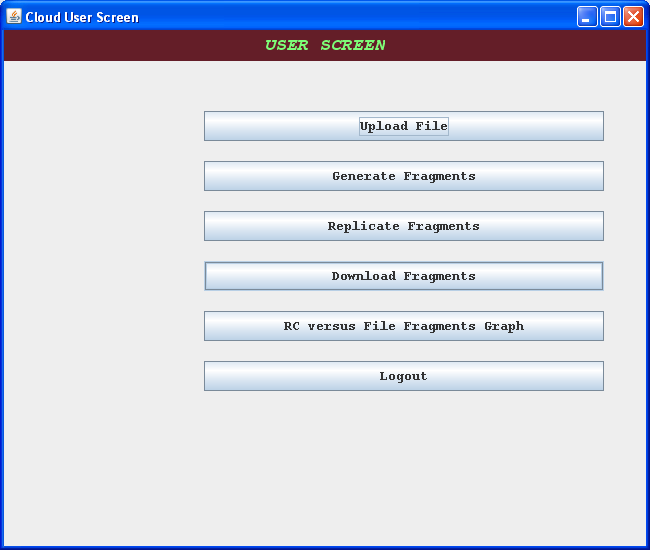 Cloud User Screen
USER SCREEN
Upload File
Generate Fragments
Replicate Fragments
Download Fragments
RC versus File Fragments Graph
Logout